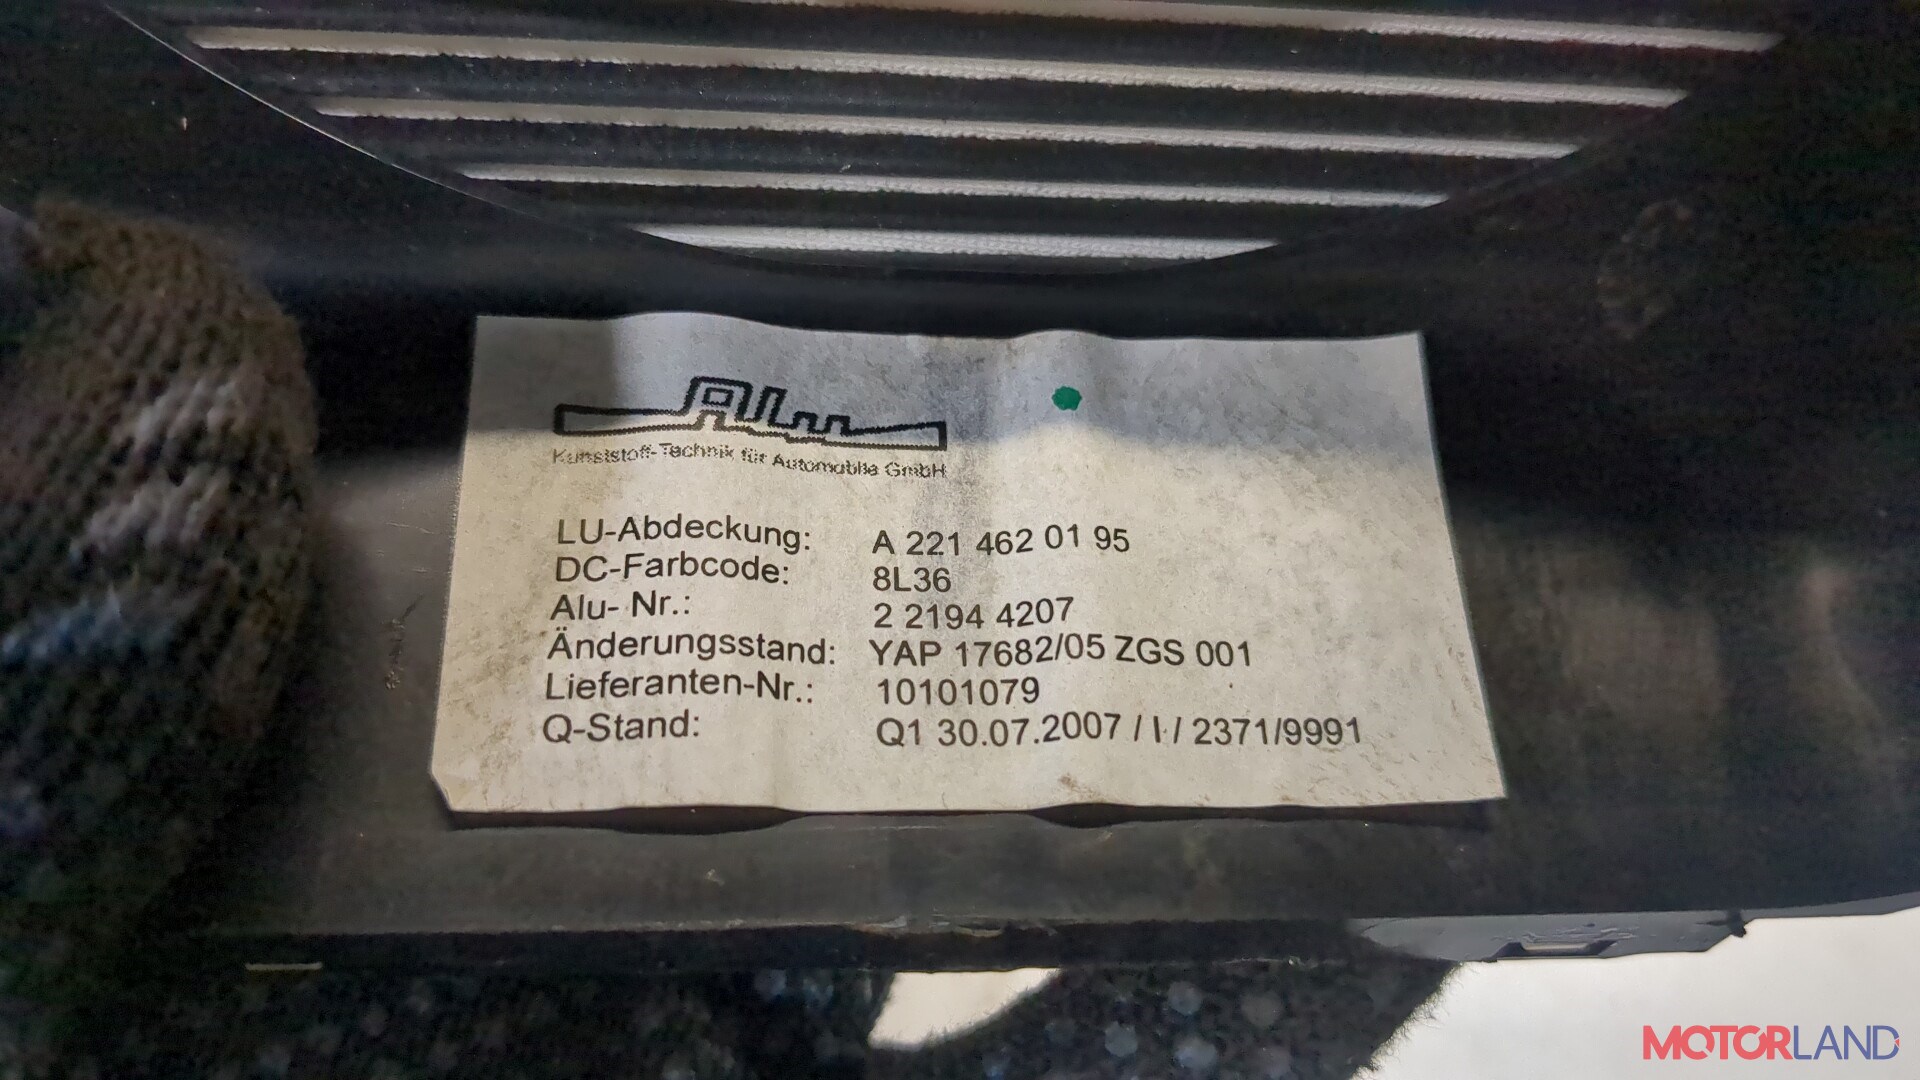 Alu
Kunststoff-Technik für Automobile GmbH
LU-Abdeckung: A 221 462 01 95
DC-Farbcode: 8L36
Alu- Nr.: 2 2194 4207
Änderungsstand: YAP 17682/05 ZGS 001
Lieferanten-Nr.: 10101079
Q-Stand: Q1 30.07.2007 / I / 2371/9991
MOTORLAND